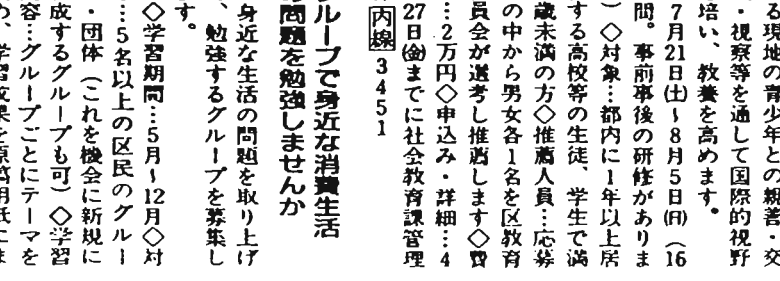 る現地の青少年との親善・交
・視察等を通して国際的視野
培い、教養を高めます。
7月21日㈯～8月5日㈰（16
間。事前事後の研修がありま
）◇対象…都内に1年以上居
する高校等の生徒、学生で満
歳未満の方◇推薦人員…応募
の中から男女各1名を区教育
員会が選考し推薦します◇費
…2万円◇申込み・詳細…4
27日㈮までに社会教育課管理
内線3451
グループで身近な消費生活
の問題を勉強しませんか
身近な生活の問題を取り上げ
、勉強するグループを募集し
す。
◇学習期間…5月～12月◇対
…5名以上の区民のグルー
・団体（これを機会に新規に
成するグループも可）◇学習
容…グループごとにテーマを
め、学習成果を原稿用紙にま